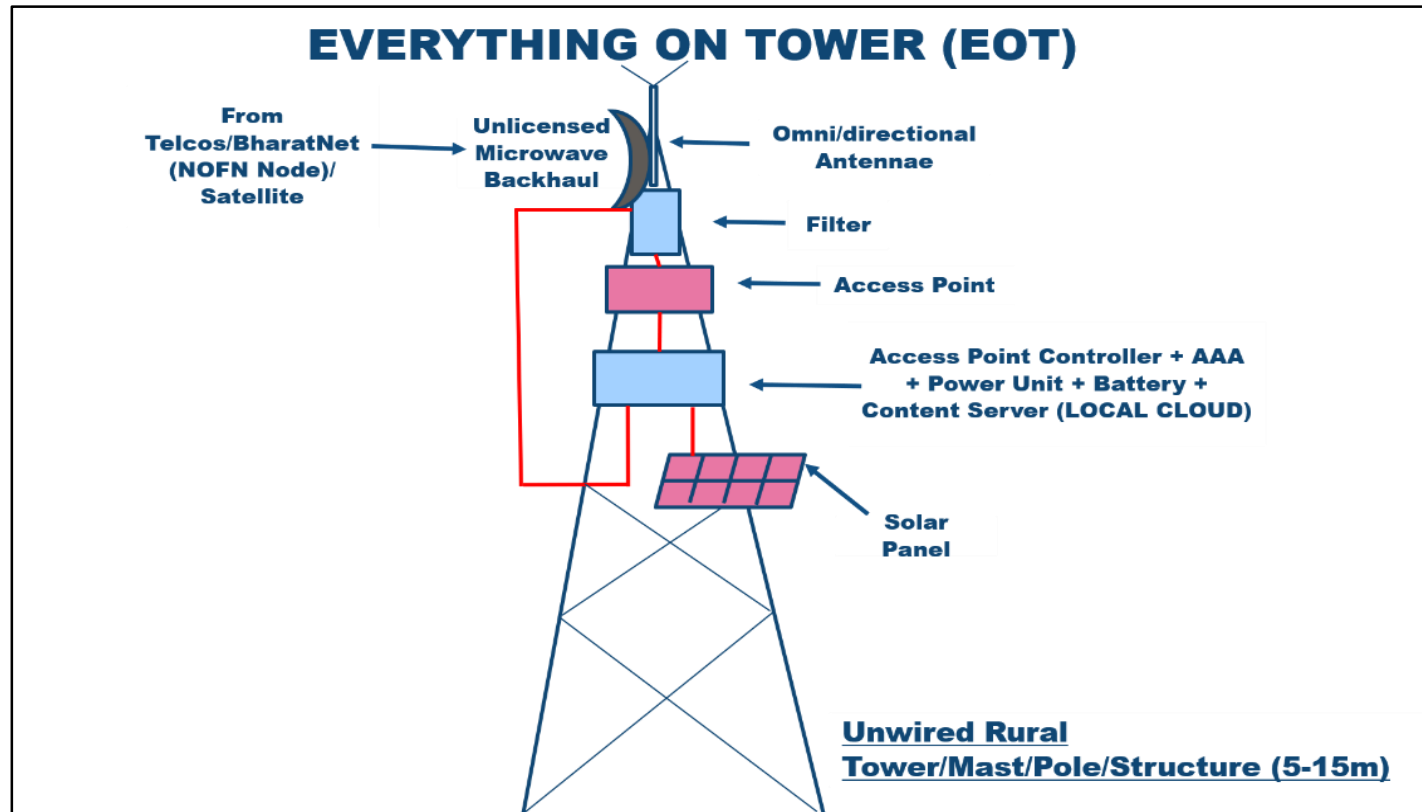 EVERYTHING ON TOWER (EOT)
From
Telcos/BharatNet
(NOFN Node)/
Satellite
Unlicensed
Microwave
Backhaul
Omni/directional
Antennae
Filter
Access Point
Access Point Controller + AAA
+ Power Unit + Battery +
Content Server (LOCAL CLOUD)
Solar
Panel
Unwired Rural
Tower/Mast/Pole/Structure (5-15m)